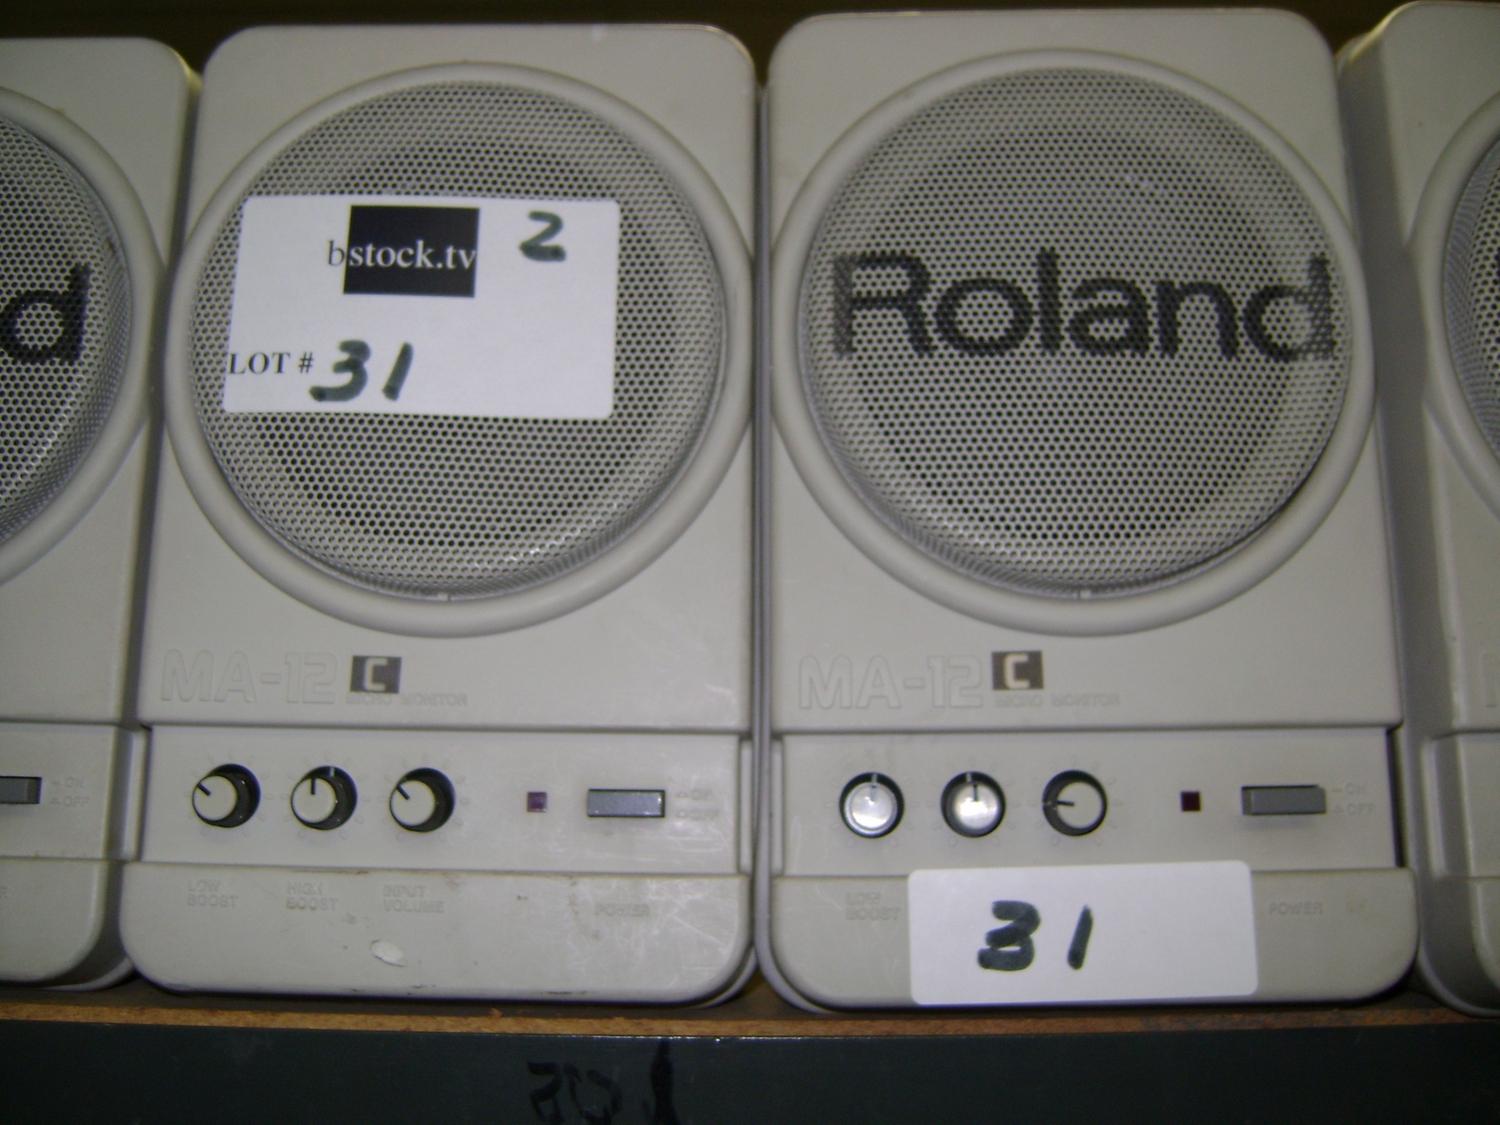 d
bstock.tv
2
LOT # 31
MA-12 C
MICRO MONITOR
ON
OFF
LOW BOOST
HIGH BOOST
INPUT VOLUME
POWER
Roland
MA-12 C
MICRO MONITOR
ON
OFF
LOW BOOST
POWER
31